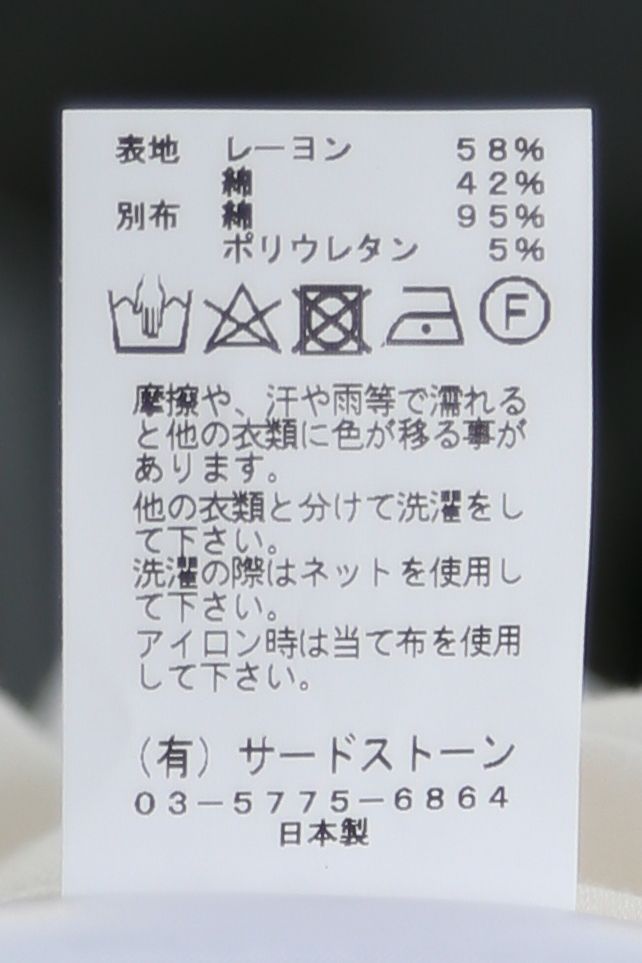 表地 レーヨン 58%
綿 42%
別布 綿 95%
ポリウレタン 5%
F
摩擦や、汗や雨等で濡れる
と他の衣類に色が移る事が
あります。
他の衣類と分けて洗濯をし
て下さい。
洗濯の際はネットを使用し
て下さい。
アイロン時は当て布を使用
して下さい。
(有)サードストーン
03-5775-6864
日本製